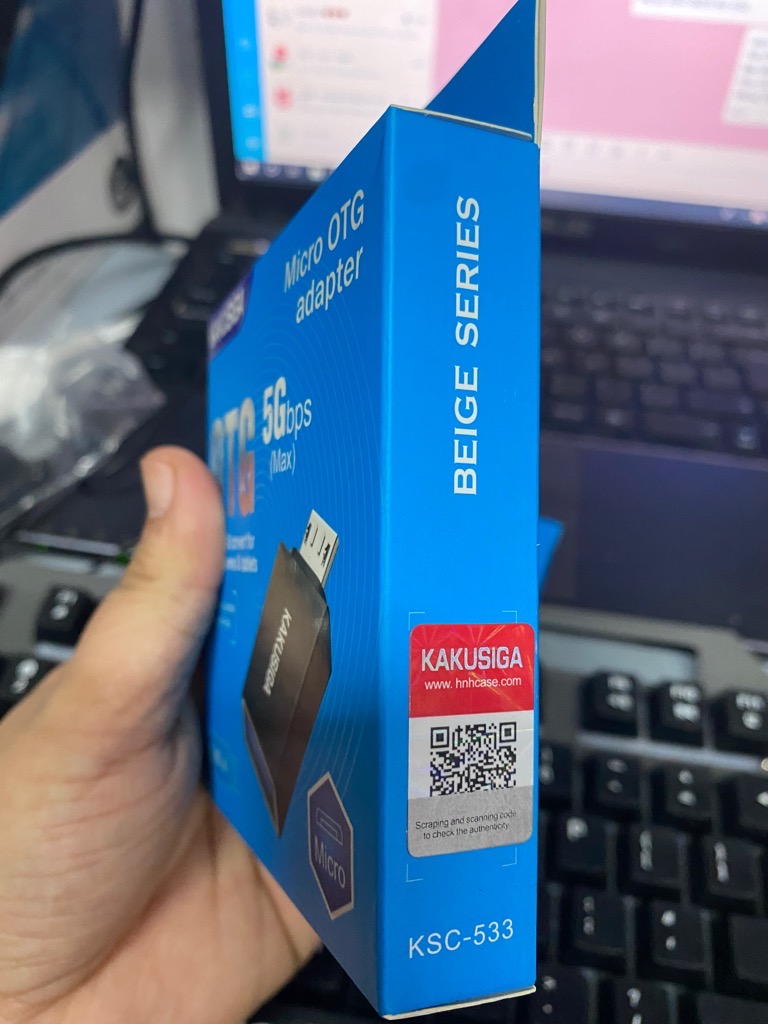 Micro OTG
adapter
KAKUSIGA
OTG 5Gbps
(Max)
KAKUSIGA
Micro
BEIGE SERIES
KAKUSIGA
www. hnhcase.com
Scraping and scanning code
to check the authenticity.
KSC-533